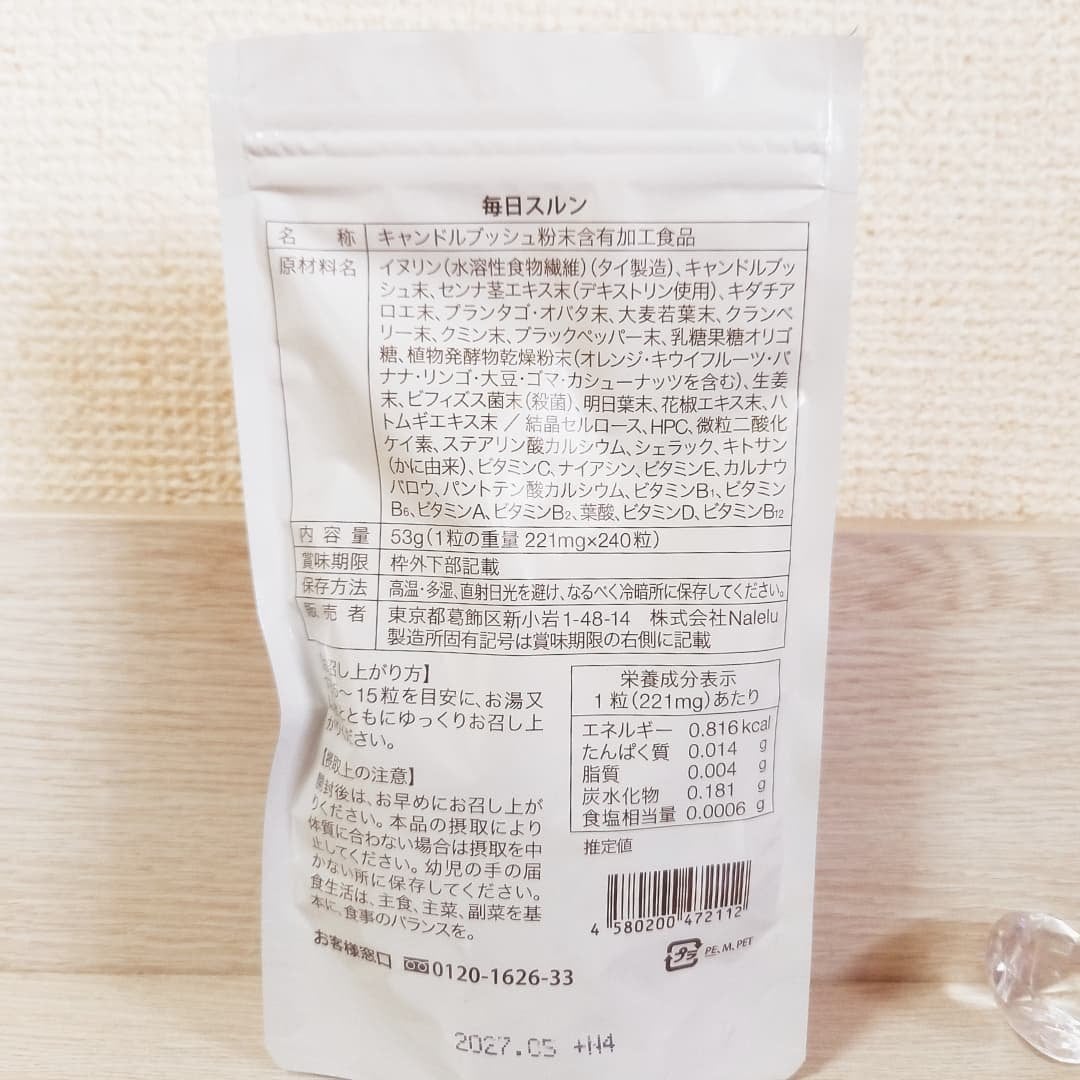 毎日スルン
名称 キャンドルブッシュ粉末含有加工食品
原材料名 イヌリン(水溶性食物繊維)(タイ製造)、キャンドルブッ
シュ末、センナ茎エキス末(デキストリン使用)、キダチア
ロエ末、プランタゴ・オバタ末、大麦若葉末、クランベ
リー末、クミン末、ブラックペッパー末、乳糖果糖オリゴ
糖、植物発酵物乾燥粉末(オレンジ・キウイフルーツ・バ
ナナ・リンゴ・大豆・ゴマ・カシューナッツを含む)、生姜
末、ビフィズス菌末(殺菌)、明日葉末、花椒エキス末、ハ
トムギエキス末／結晶セルロース、HPC、微粒二酸化
ケイ素、ステアリン酸カルシウム、シェラック、キトサン
(かに由来)、ビタミンC、ナイアシン、ビタミンE、カルナウ
バロウ、パントテン酸カルシウム、ビタミンB1、ビタミン
B6、ビタミンA、ビタミンB2、葉酸、ビタミンD、ビタミンB12
内容量 53g(1粒の重量 221mg×240粒)
賞味期限 枠外下部記載
保存方法 高温・多湿、直射日光を避け、なるべく冷暗所に保存してください。
販売者 東京都葛飾区新小岩1-48-14 株式会社Nalelu
製造所固有記号は賞味期限の右側に記載
召し上がり方】
～15粒を目安に、お湯又
ともにゆっくりお召し上
ください。
【摂取上の注意】
開封後は、お早めにお召し上が
りください。本品の摂取により
体質に合わない場合は摂取を中
止してください。幼児の手の届
かない所に保存してください。
食生活は、主食、主菜、副菜を基
本に、食事のバランスを。
お客様窓口 0120-1626-33
栄養成分表示
1粒(221mg)あたり
エネルギー 0.816kcal
たんぱく質 0.014 g
脂質 0.004 g
炭水化物 0.181 g
食塩相当量 0.0006 g
推定値
4 580200 472112
プラ PE、M、PET
2027.05 +H4